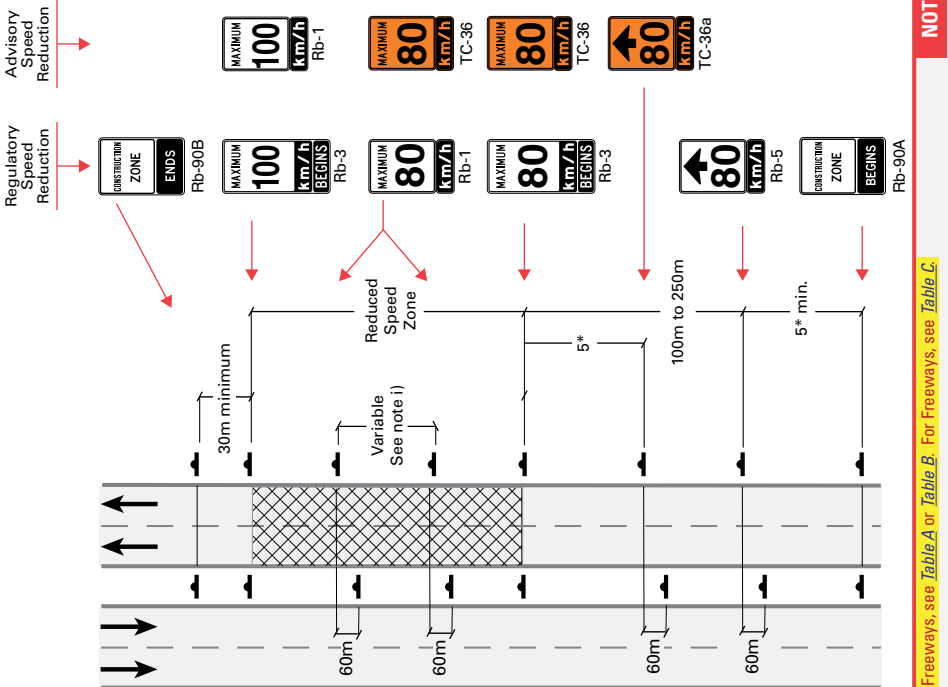 Regulatory
Speed
Reduction
Advisory
Speed
Reduction
CONSTRUCTION
ZONE
ENDS
Rb-90B
MAXIMUM
100
km/h
BEGINS
Rb-3
MAXIMUM
100
km/h
Rb-1
MAXIMUM
80
km/h
Rb-1
MAXIMUM
80
km/h
TC-36
MAXIMUM
80
km/h
BEGINS
Rb-3
MAXIMUM
80
km/h
TC-36
80
km/h
TC-36a
80
km/h
Rb-5
CONSTRUCTION
ZONE
BEGINS
Rb-90A
30m minimum
Reduced
Speed
Zone
Variable
See note i)
5*
100m to 250m
5* min.
60m
60m
60m
60m
Freeways, see Table A or Table B. For Freeways, see Table C.
NOT